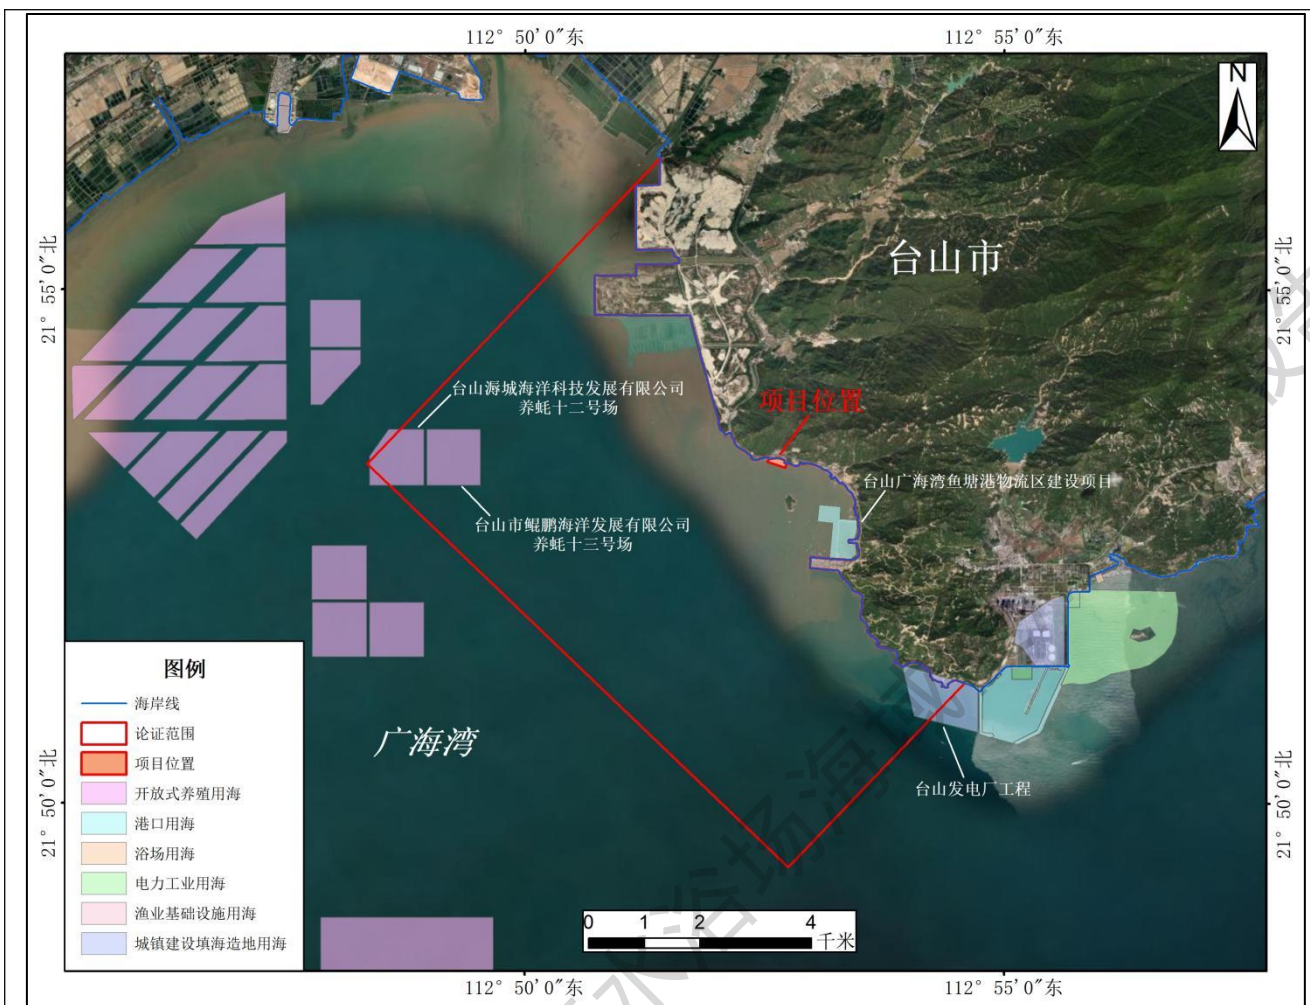 112° 50′0″东
112° 55′0″东
N
21° 55′0″北
21° 55′0″北
台山市
台山溽城海洋科技发展有限公司
养蚝十二号场
项目位置
台山广海湾鱼塘港物流区建设项目
台山市鲲鹏海洋发展有限公司
养蚝十三号场
广海湾
台山发电厂工程
21° 50′0″北
21° 50′0″北
图例
海岸线
论证范围
项目位置
开放式养殖用海
港口用海
浴场用海
电力工业用海
渔业基础设施用海
城镇建设填海造地用海
0 1 2 4
千米
112° 50′0″东
112° 55′0″东
水浴场海域